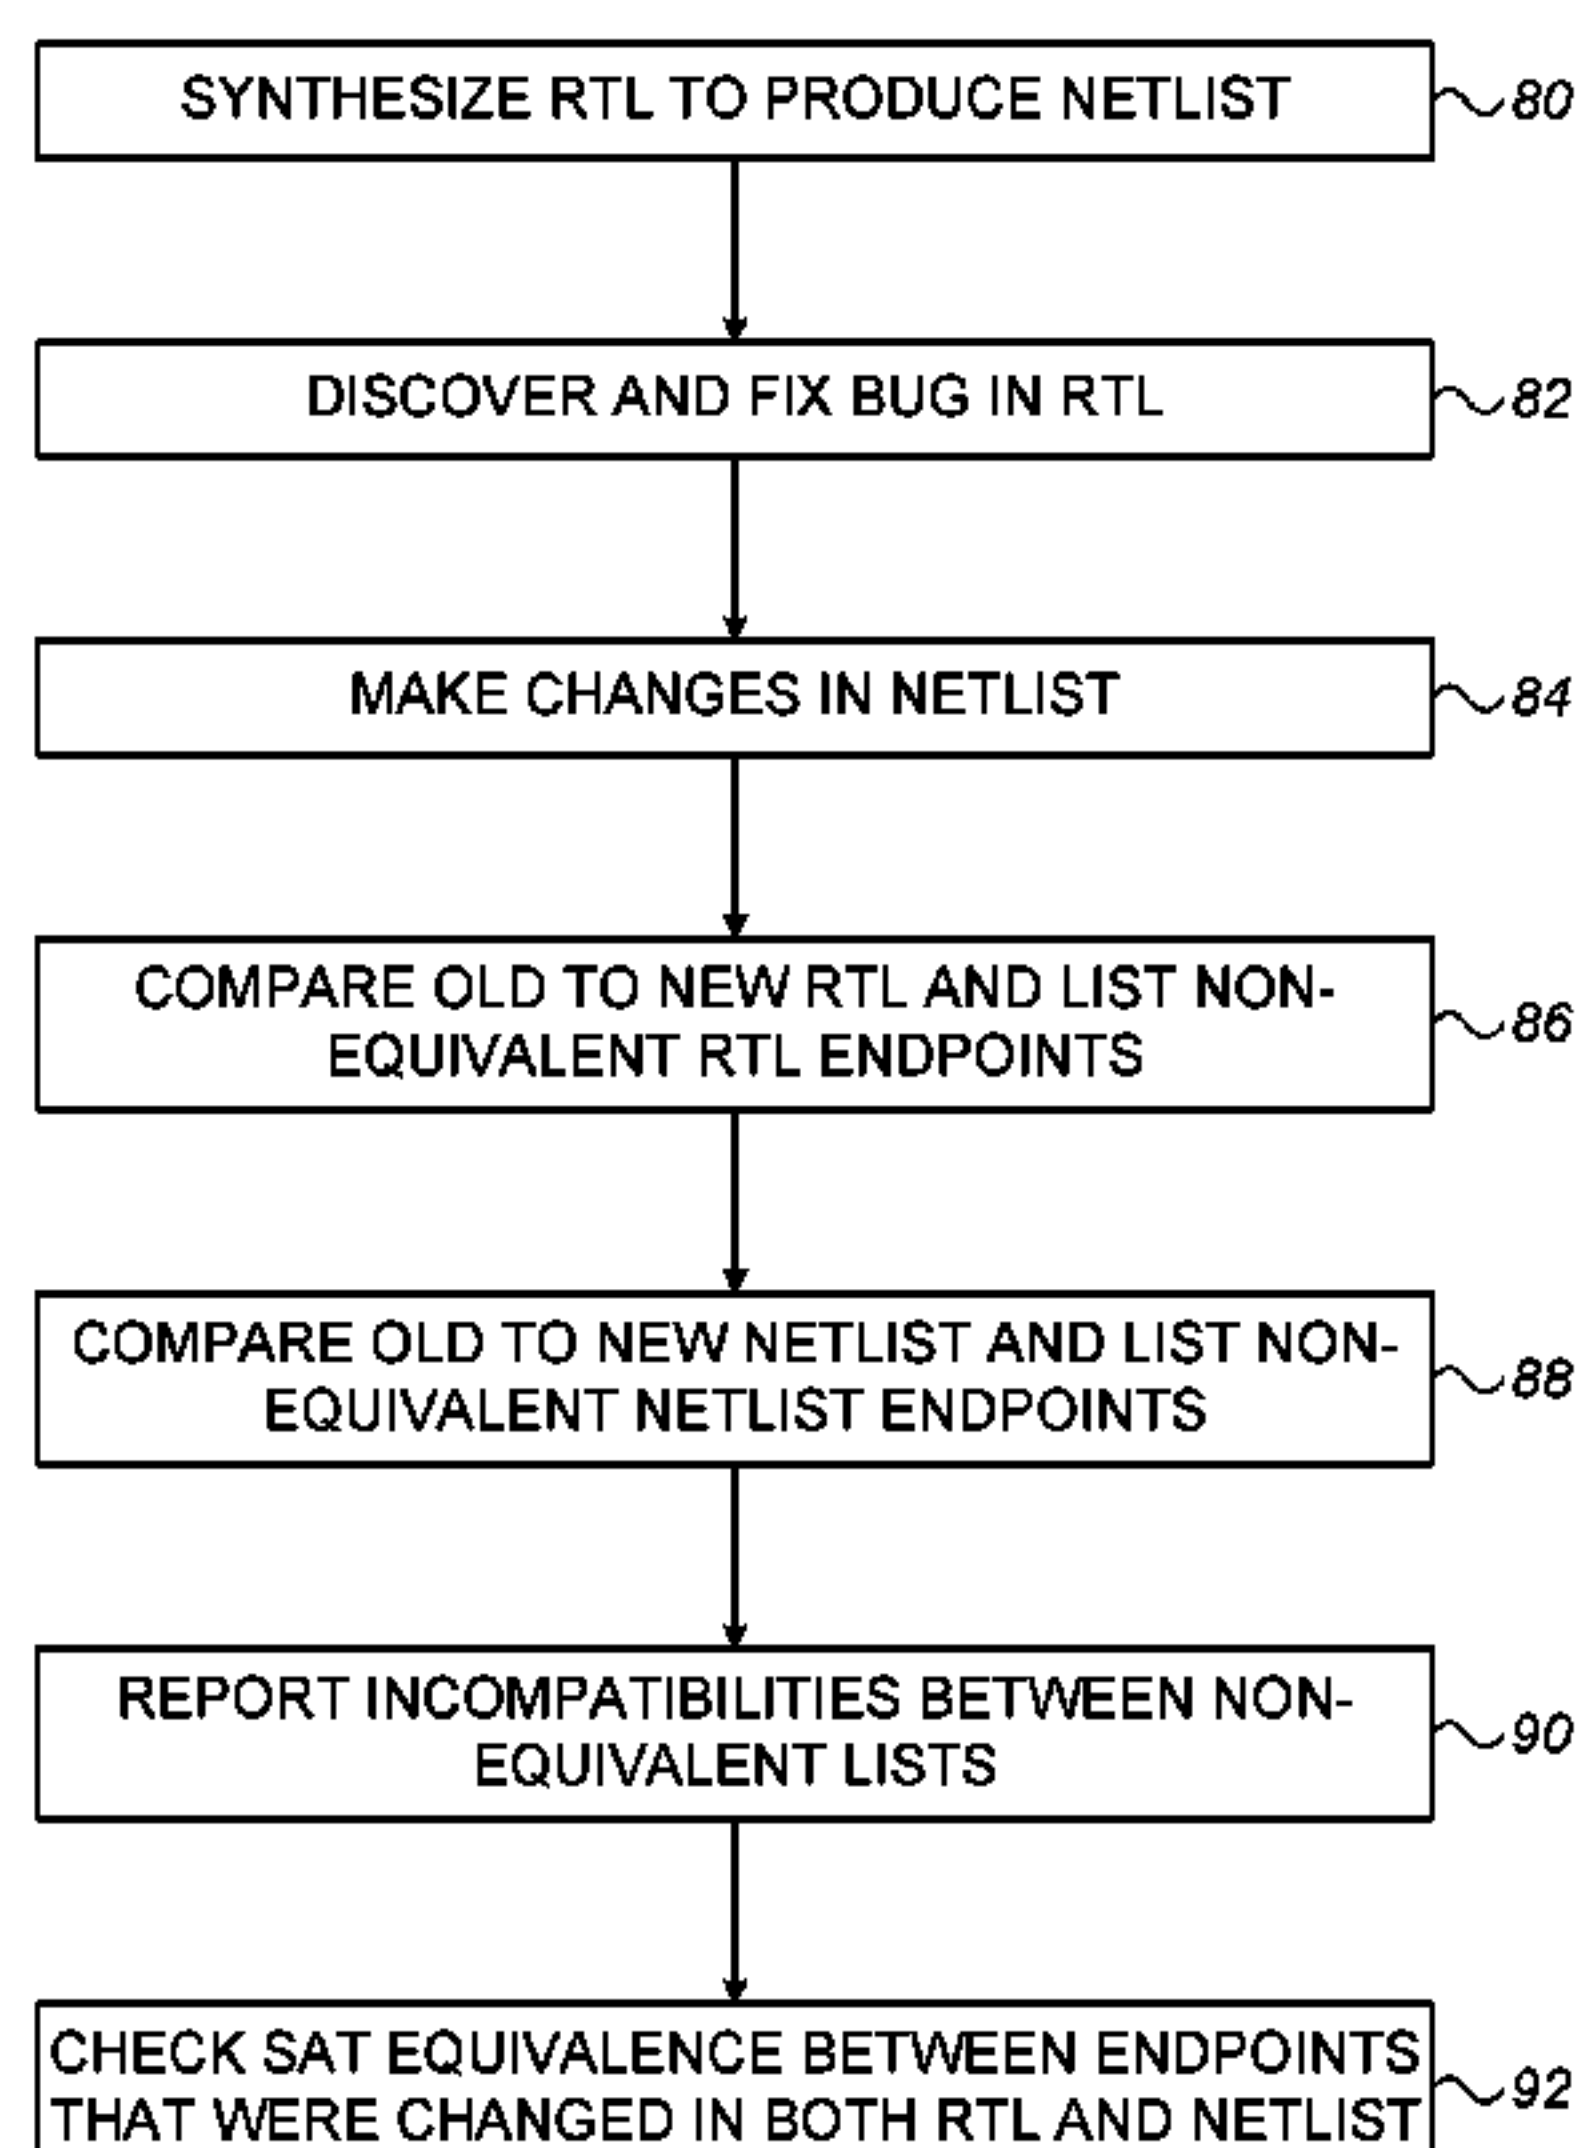 SYNTHESIZE RTL TO PRODUCE NETLIST
80
DISCOVER AND FIX BUG IN RTL
82
MAKE CHANGES IN NETLIST
84
COMPARE OLD TO NEW RTL AND LIST NON-
EQUIVALENT RTL ENDPOINTS
86
COMPARE OLD TO NEW NETLIST AND LIST NON-
EQUIVALENT NETLIST ENDPOINTS
88
REPORT INCOMPATIBILITIES BETWEEN NON-
EQUIVALENT LISTS
90
CHECK SAT EQUIVALENCE BETWEEN ENDPOINTS
THAT WERE CHANGED IN BOTH RTL AND NETLIST
92